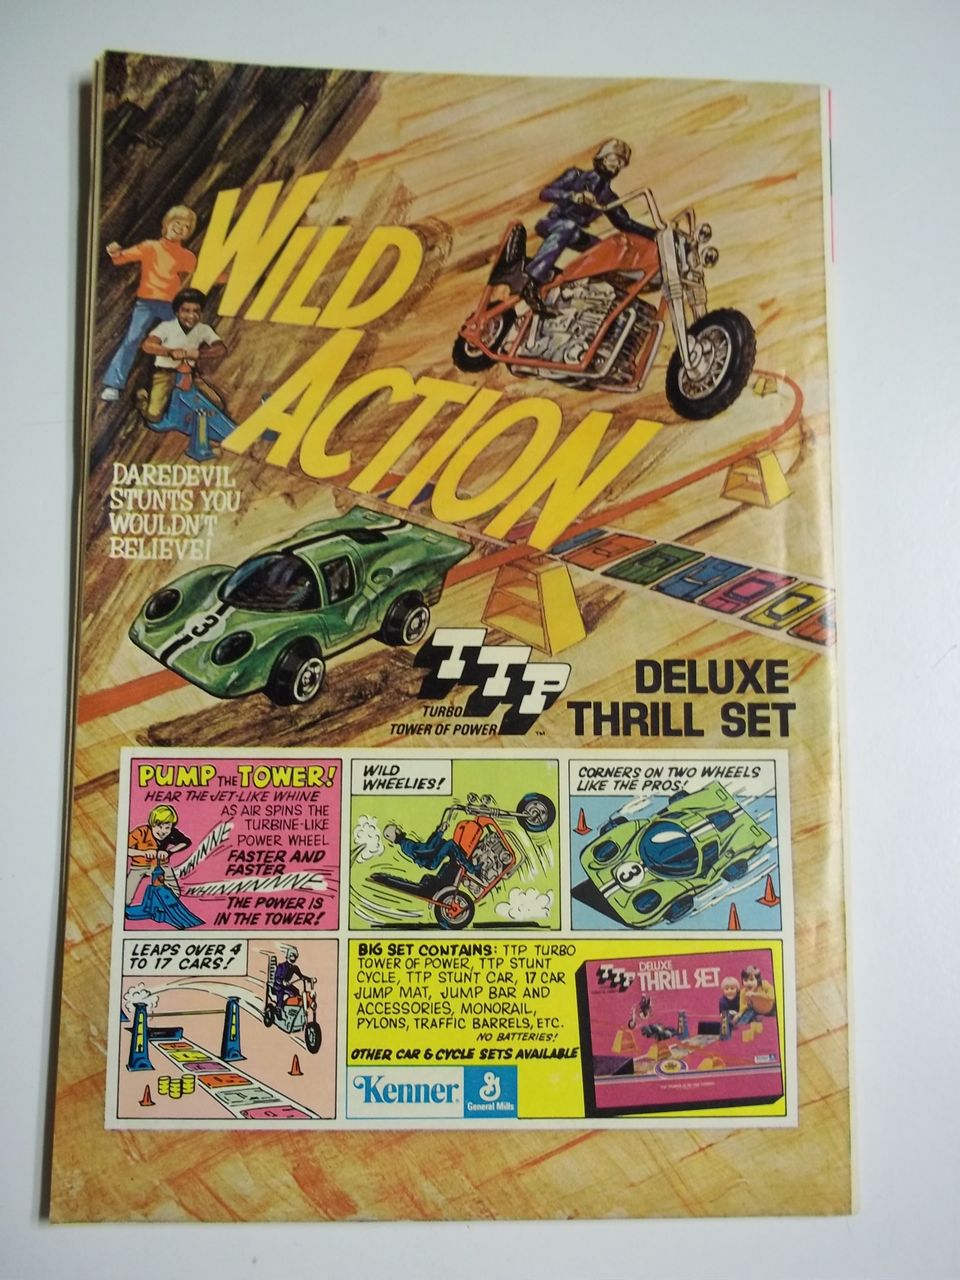 WILD
ACTION
DAREDEVIL
STUNTS YOU
WOULDN'T
BELIEVE!
3
TTP
TURBO
TOWER OF POWER
TM
DELUXE
THRILL SET
PUMP THE TOWER!
HEAR THE JET-LIKE WHINE
AS AIR SPINS THE
TURBINE-LIKE
POWER WHEEL
FASTER AND
FASTER
WHINNE
WHINNNNNNE
THE POWER IS
IN THE TOWER!
WILD
WHEELIES!
CORNERS ON TWO WHEELS
LIKE THE PROS!
3
LEAPS OVER 4
TO 17 CARS!
BIG SET CONTAINS: TTP TURBO
TOWER OF POWER, TTP STUNT
CYCLE, TTP STUNT CAR, 17 CAR
JUMP MAT, JUMP BAR AND
ACCESSORIES, MONORAIL,
PYLONS, TRAFFIC BARRELS, ETC.
NO BATTERIES!
OTHER CAR & CYCLE SETS AVAILABLE
Kenner
G
General Mills
TTP DELUXE
THRILL SET